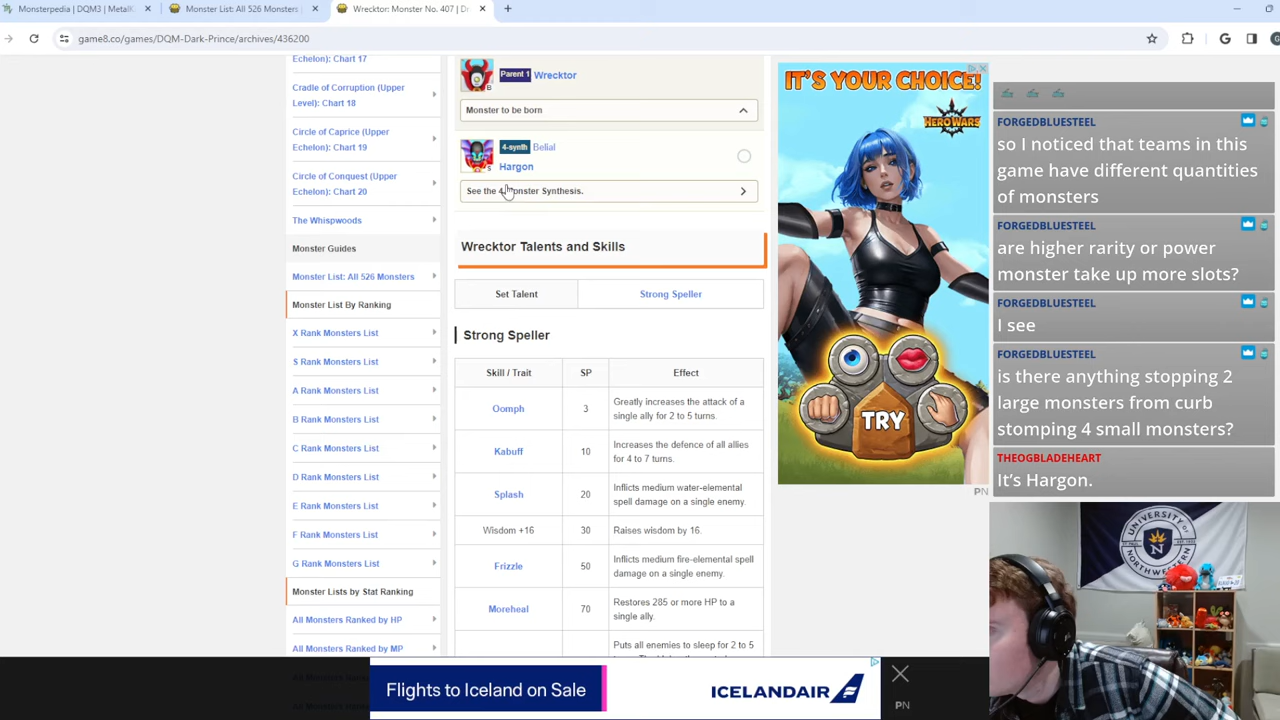 Monsterpedia | DQM3 | MetalK
Monster List: All 526 Monsters
Wrecktor: Monster No. 407 | D
game8.co/games/DQM-Dark-Prince/archives/436200
Echelon): Chart 17
Cradle of Corruption (Upper
Level): Chart 18
Circle of Caprice (Upper
Echelon): Chart 19
Circle of Conquest (Upper
Echelon): Chart 20
The Whispwoods
Monster Guides
Monster List: All 526 Monsters
Monster List By Ranking
X Rank Monsters List
S Rank Monsters List
A Rank Monsters List
B Rank Monsters List
C Rank Monsters List
D Rank Monsters List
E Rank Monsters List
F Rank Monsters List
G Rank Monsters List
Monster Lists by Stat Ranking
All Monsters Ranked by HP
All Monsters Ranked by MP
Parent 1 Wrecktor
B
Monster to be born
4-synth Belial
Hargon
S
See the 4 Monster Synthesis.
Wrecktor Talents and Skills
Set Talent Strong Speller
Strong Speller
Skill / Trait SP Effect
Oomph 3 Greatly increases the attack of a
single ally for 2 to 5 turns.
Kabuff 10 Increases the defence of all allies
for 4 to 7 turns.
Splash 20 Inflicts medium water-elemental
spell damage on a single enemy.
Wisdom +16 30 Raises wisdom by 16.
Frizzle 50 Inflicts medium fire-elemental spell
damage on a single enemy.
Moreheal 70 Restores 285 or more HP to a
single ally.
Puts all enemies to sleep for 2 to 5
IT'S YOUR CHOICE!
HERO WARS
TRY
PN
FORGEDBLUESTEEL
so I noticed that teams in this
game have different quantities
of monsters
FORGEDBLUESTEEL
are higher rarity or power
monster take up more slots?
FORGEDBLUESTEEL
I see
FORGEDBLUESTEEL
is there anything stopping 2
large monsters from curb
stomping 4 small monsters?
THEOGBLADEHEART
It's Hargon.
UNIVERSITY OF
NORTHWESTERN
Flights to Iceland on Sale
ICELANDAIR
PN